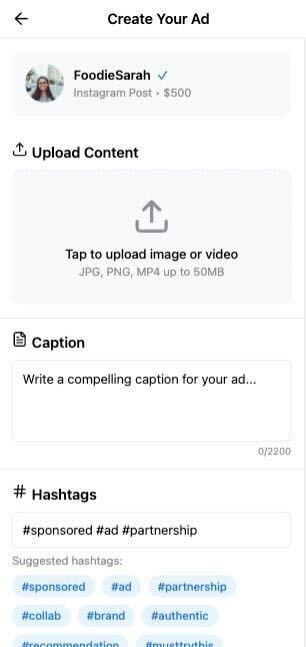 Create Your Ad
FoodieSarah
Instagram Post • $500
Upload Content
Tap to upload image or video
JPG, PNG, MP4 up to 50MB
Caption
Write a compelling caption for your ad...
0/2200
# Hashtags
#sponsored #ad #partnership
Suggested hashtags:
#sponsored #ad #partnership
#collab #brand #authentic
#recommendation #musttrythis